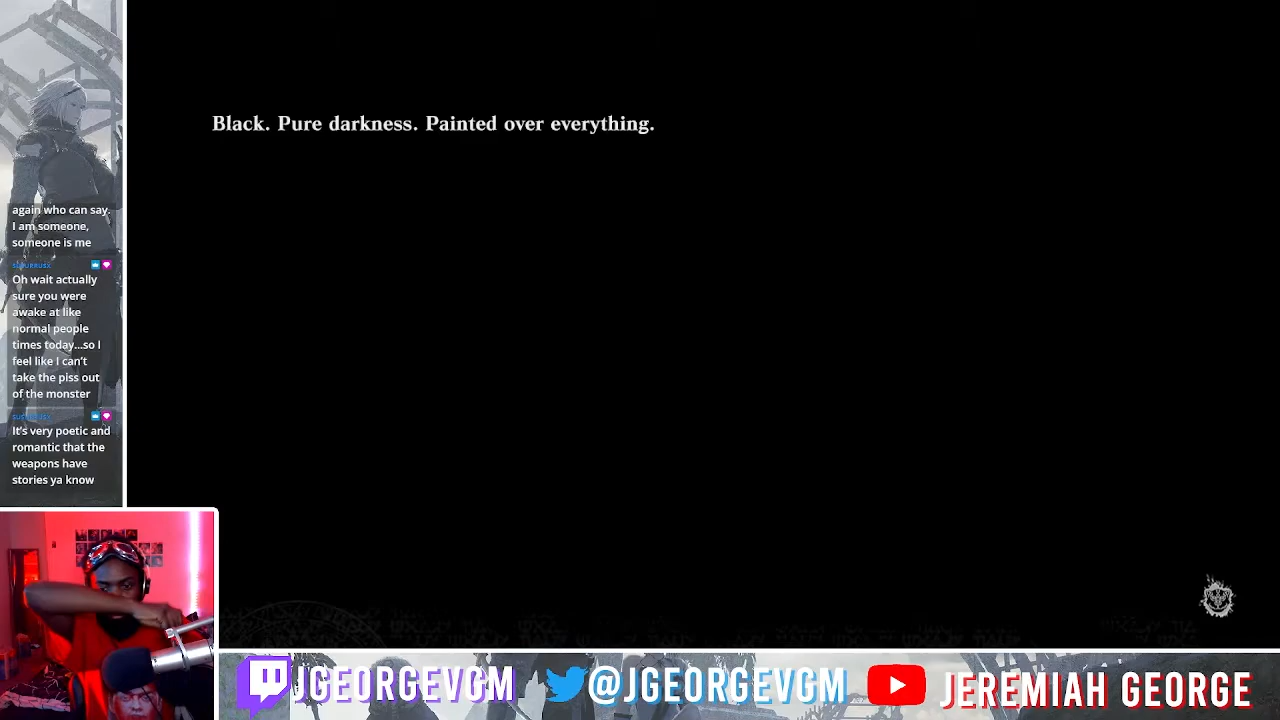 Black. Pure darkness. Painted over everything.
again who can say.
I am someone,
someone is me
Oh wait actually
sure you were
awake at like
normal people
times today...so I
feel like I can't
take the piss out
of the monster
It's very poetic and
romantic that the
weapons have
stories ya know
JGEORGEVGM
@JGEORGEVGM
JEREMIAH GEORGE